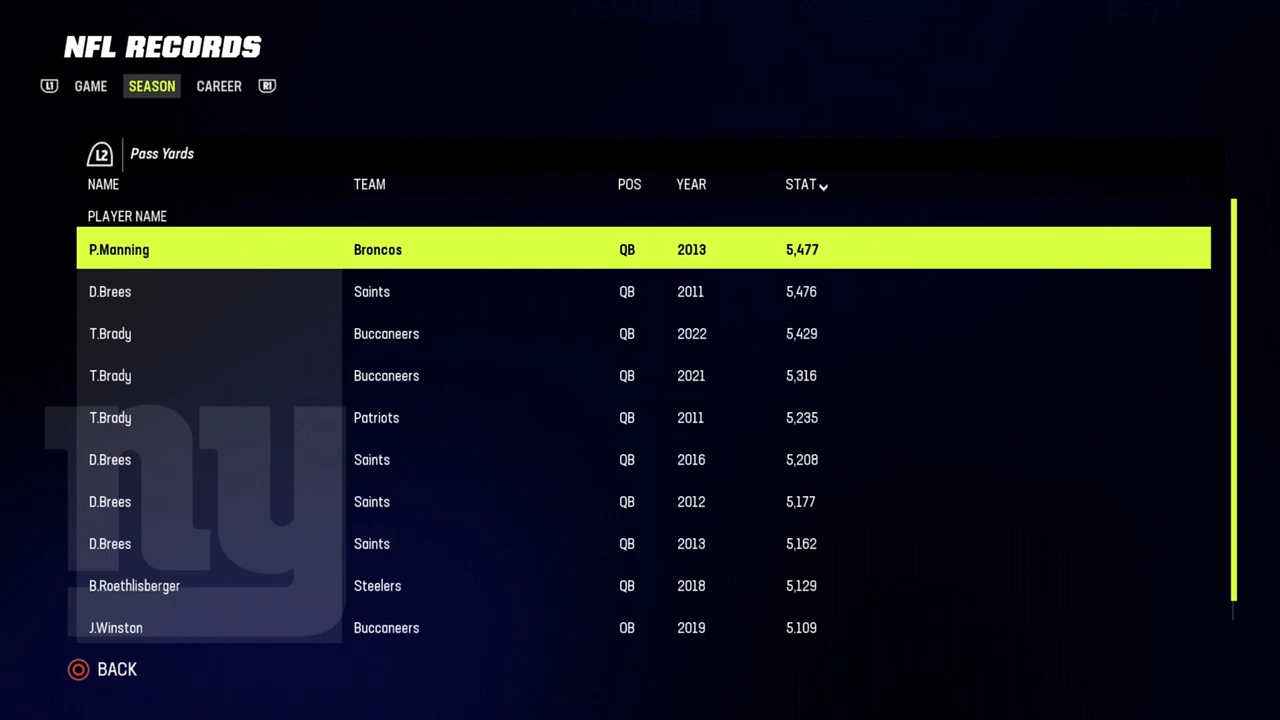 NFL RECORDS
L1 GAME SEASON CAREER R1
L2 Pass Yards
NAME TEAM POS YEAR STAT
PLAYER NAME
P.Manning Broncos QB 2013 5,477
D.Brees Saints QB 2011 5,476
T.Brady Buccaneers QB 2022 5,429
T.Brady Buccaneers QB 2021 5,316
T.Brady Patriots QB 2011 5,235
D.Brees Saints QB 2016 5,208
D.Brees Saints QB 2012 5,177
D.Brees Saints QB 2013 5,162
B.Roethlisberger Steelers QB 2018 5,129
J.Winston Buccaneers QB 2019 5,109
ny
BACK